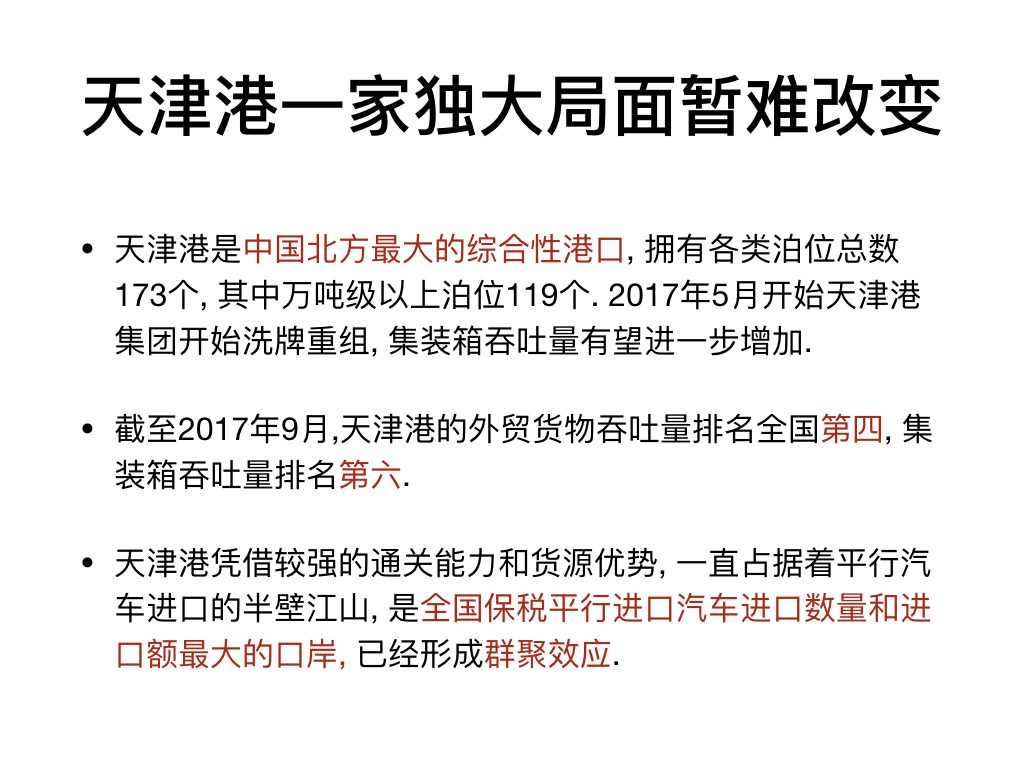 天津港一家独大局面暂难改变
• 天津港是中国北方最大的综合性港口, 拥有各类泊位总数
173个, 其中万吨级以上泊位119个. 2017年5月开始天津港
集团开始洗牌重组, 集装箱吞吐量有望进一步增加.
• 截至2017年9月,天津港的外贸货物吞吐量排名全国第四, 集
装箱吞吐量排名第六.
• 天津港凭借较强的通关能力和货源优势, 一直占据着平行汽
车进口的半壁江山, 是全国保税平行进口汽车进口数量和进
口额最大的口岸, 已经形成群聚效应.